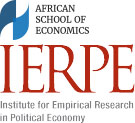 AFRICAN
SCHOOL OF
ECONOMICS
IERPE
Institute for Empirical Research
in Political Economy